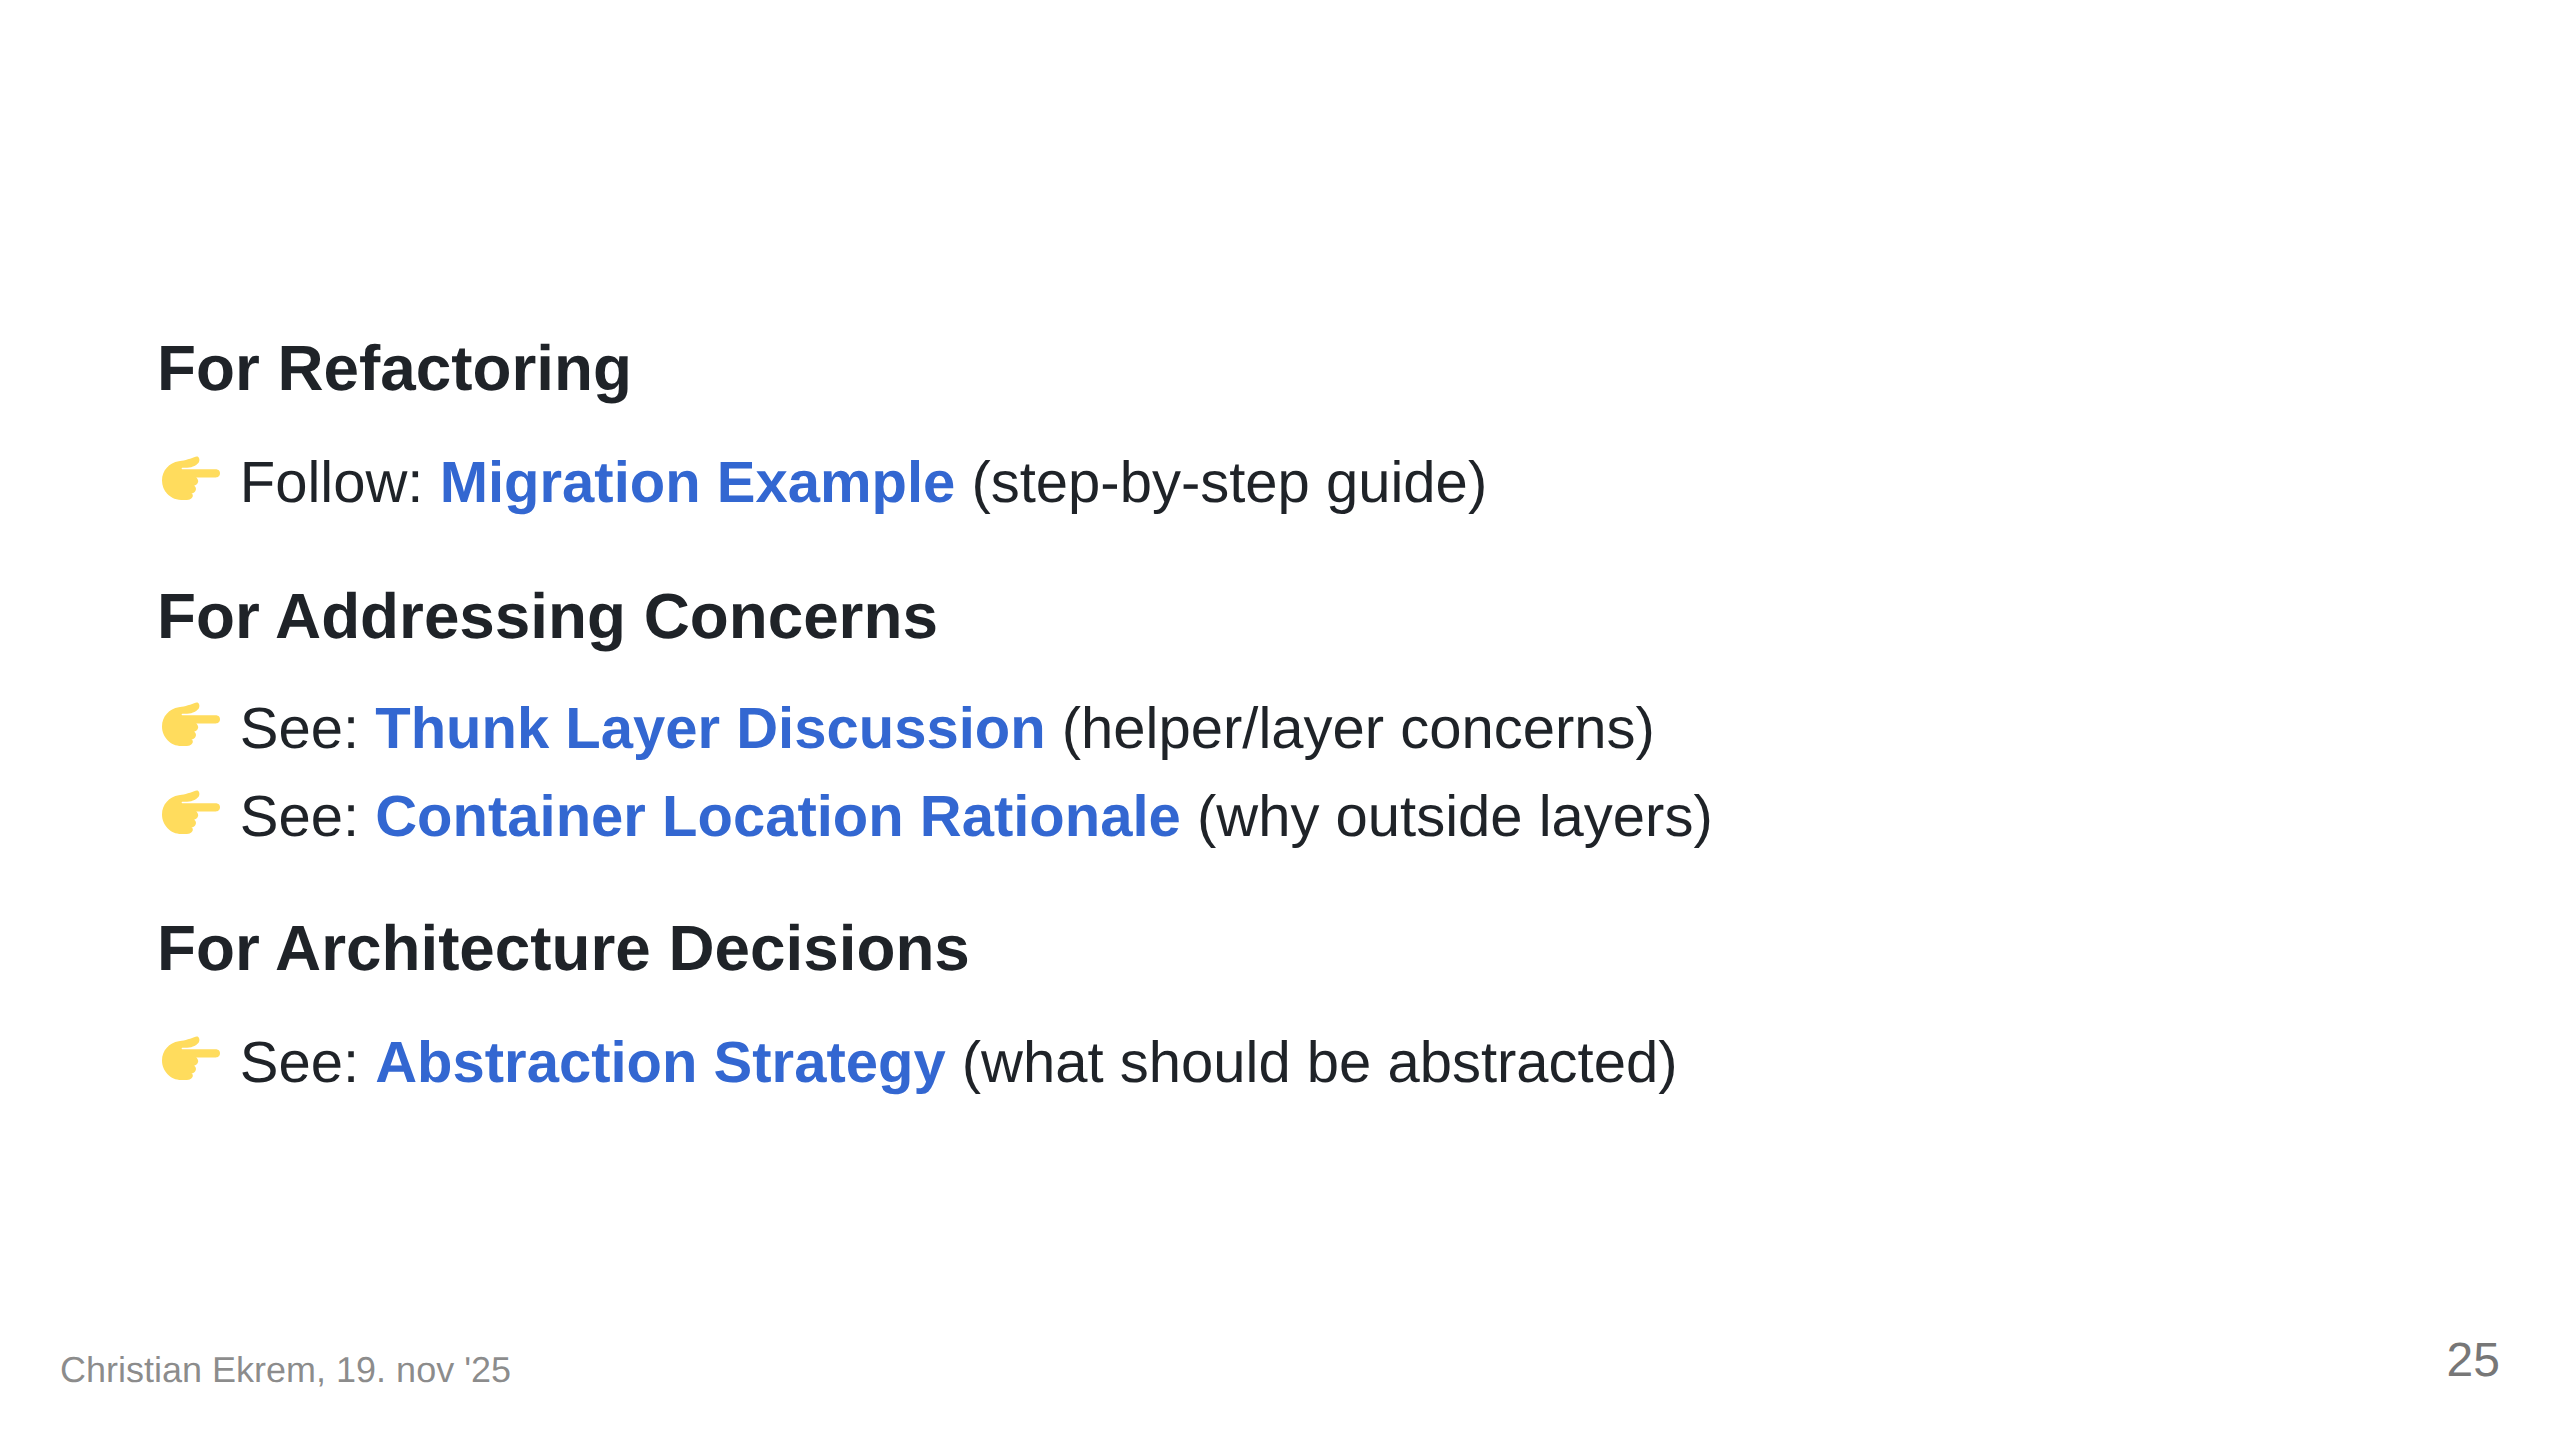 For Refactoring
👉 Follow: Migration Example (step-by-step guide)
For Addressing Concerns
👉 See: Thunk Layer Discussion (helper/layer concerns)
👉 See: Container Location Rationale (why outside layers)
For Architecture Decisions
👉 See: Abstraction Strategy (what should be abstracted)
Christian Ekrem, 19. nov '25
25